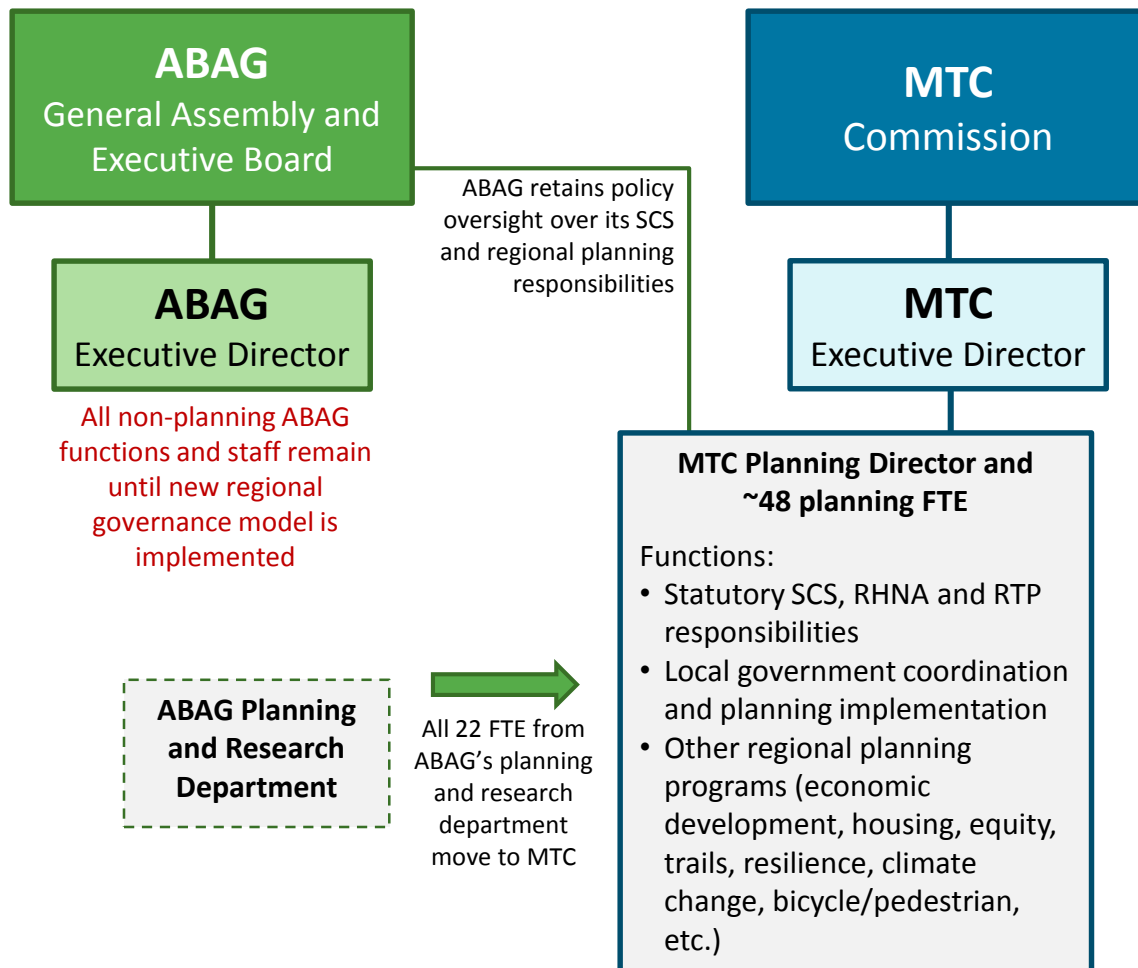 ABAG
General Assembly and
Executive Board
MTC
Commission
ABAG retains policy
oversight over its SCS
and regional planning
responsibilities
ABAG
Executive Director
MTC
Executive Director
All non-planning ABAG
functions and staff remain
until new regional
governance model is
implemented
MTC Planning Director and
~48 planning FTE
Functions:
• Statutory SCS, RHNA and RTP
responsibilities
• Local government coordination
and planning implementation
• Other regional planning
programs (economic
development, housing, equity,
trails, resilience, climate
change, bicycle/pedestrian,
etc.)
ABAG Planning
and Research
Department
All 22 FTE from
ABAG’s planning
and research
department
move to MTC